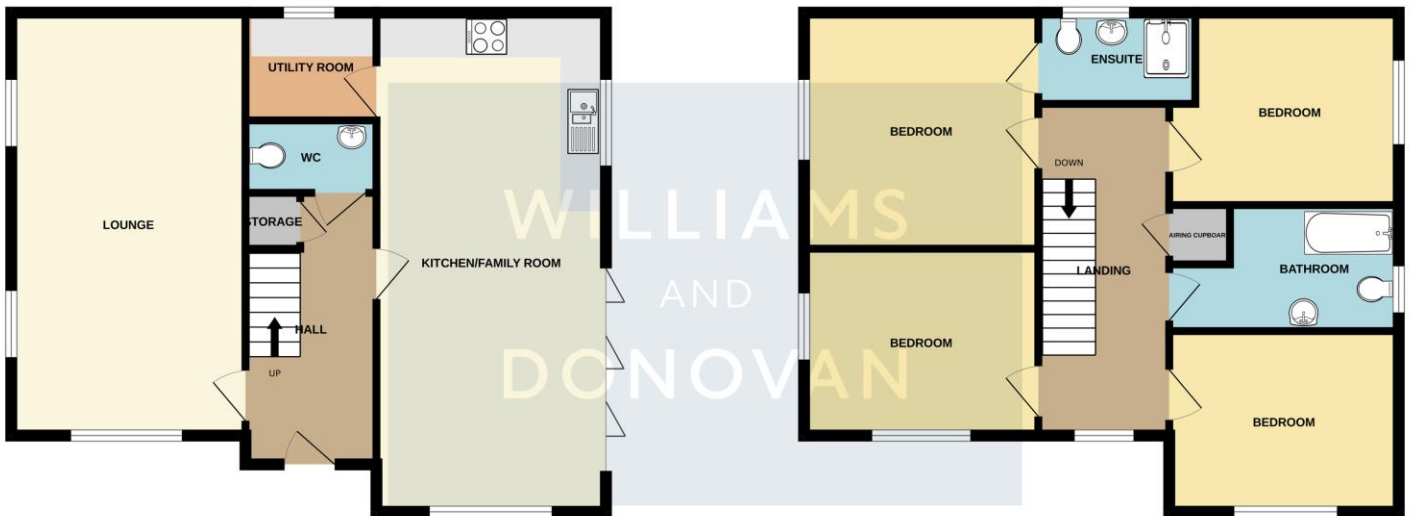 UTILITY ROOM
WC
STORAGE
LOUNGE
KITCHEN/FAMILY ROOM
HALL
UP
ENSUITE
BEDROOM
BEDROOM
DOWN
AIRING CUPBOARD
LANDING
BATHROOM
BEDROOM
BEDROOM
WILLIAMS
AND
DONOVAN